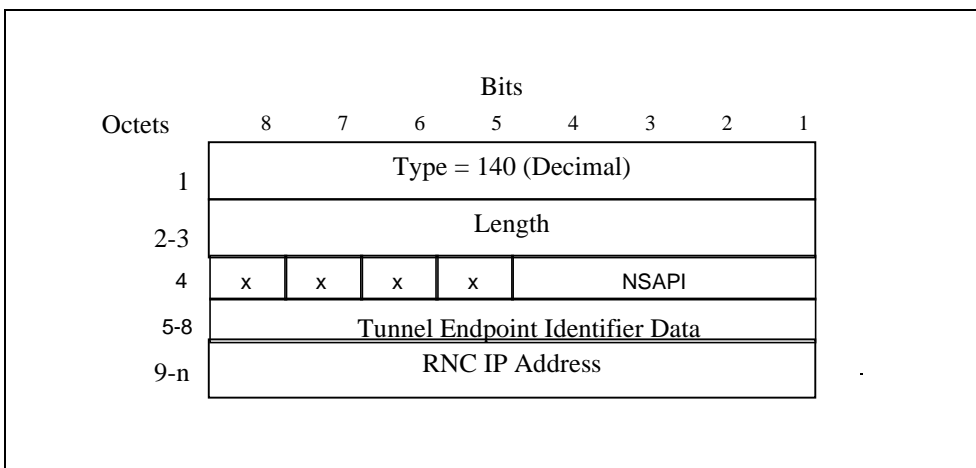 Bits
Octets 8 7 6 5 4 3 2 1
1 Type = 140 (Decimal)
2-3 Length
4 x x x x NSAPI
5-8 Tunnel Endpoint Identifier Data
9-n RNC IP Address .